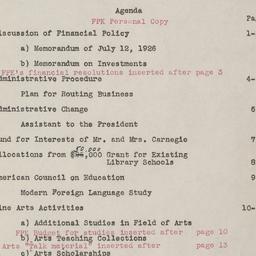 Agenda
FPK Personal Copy
Pa
iscussion of Financial Policy 1-
a) Memorandum of July 12, 1926
b) Memorandum on Investments
FPK's financial resolutions inserted after page 3
dministrative Procedure 4-
Plan for Routing Business
dministrative Change 6
Assistant to the President
und for Interests of Mr. and Mrs. Carnegie 7
50,000
llocations from ,000 Grant for Existing
Library Schools 8
merican Council on Education 9
Modern Foreign Language Study
ine Arts Activities 10-
a) Additional Studies in Field of Arts
FPK Budget for studies inserted after page 10
b) Arts Teaching Collections
Arts "Talk material" inserted after page 13
c) Arts Scholarships